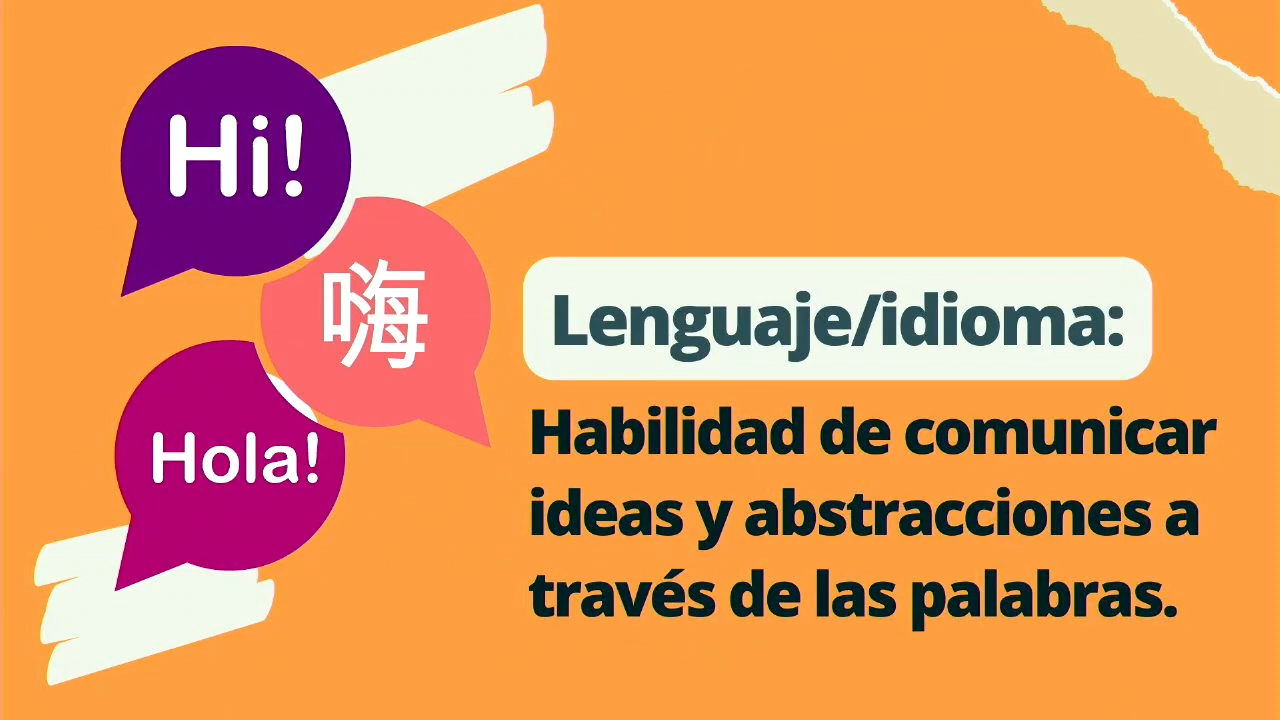 Hi!
嗨
Hola!
Lenguaje/idioma:
Habilidad de comunicar
ideas y abstracciones a
través de las palabras.